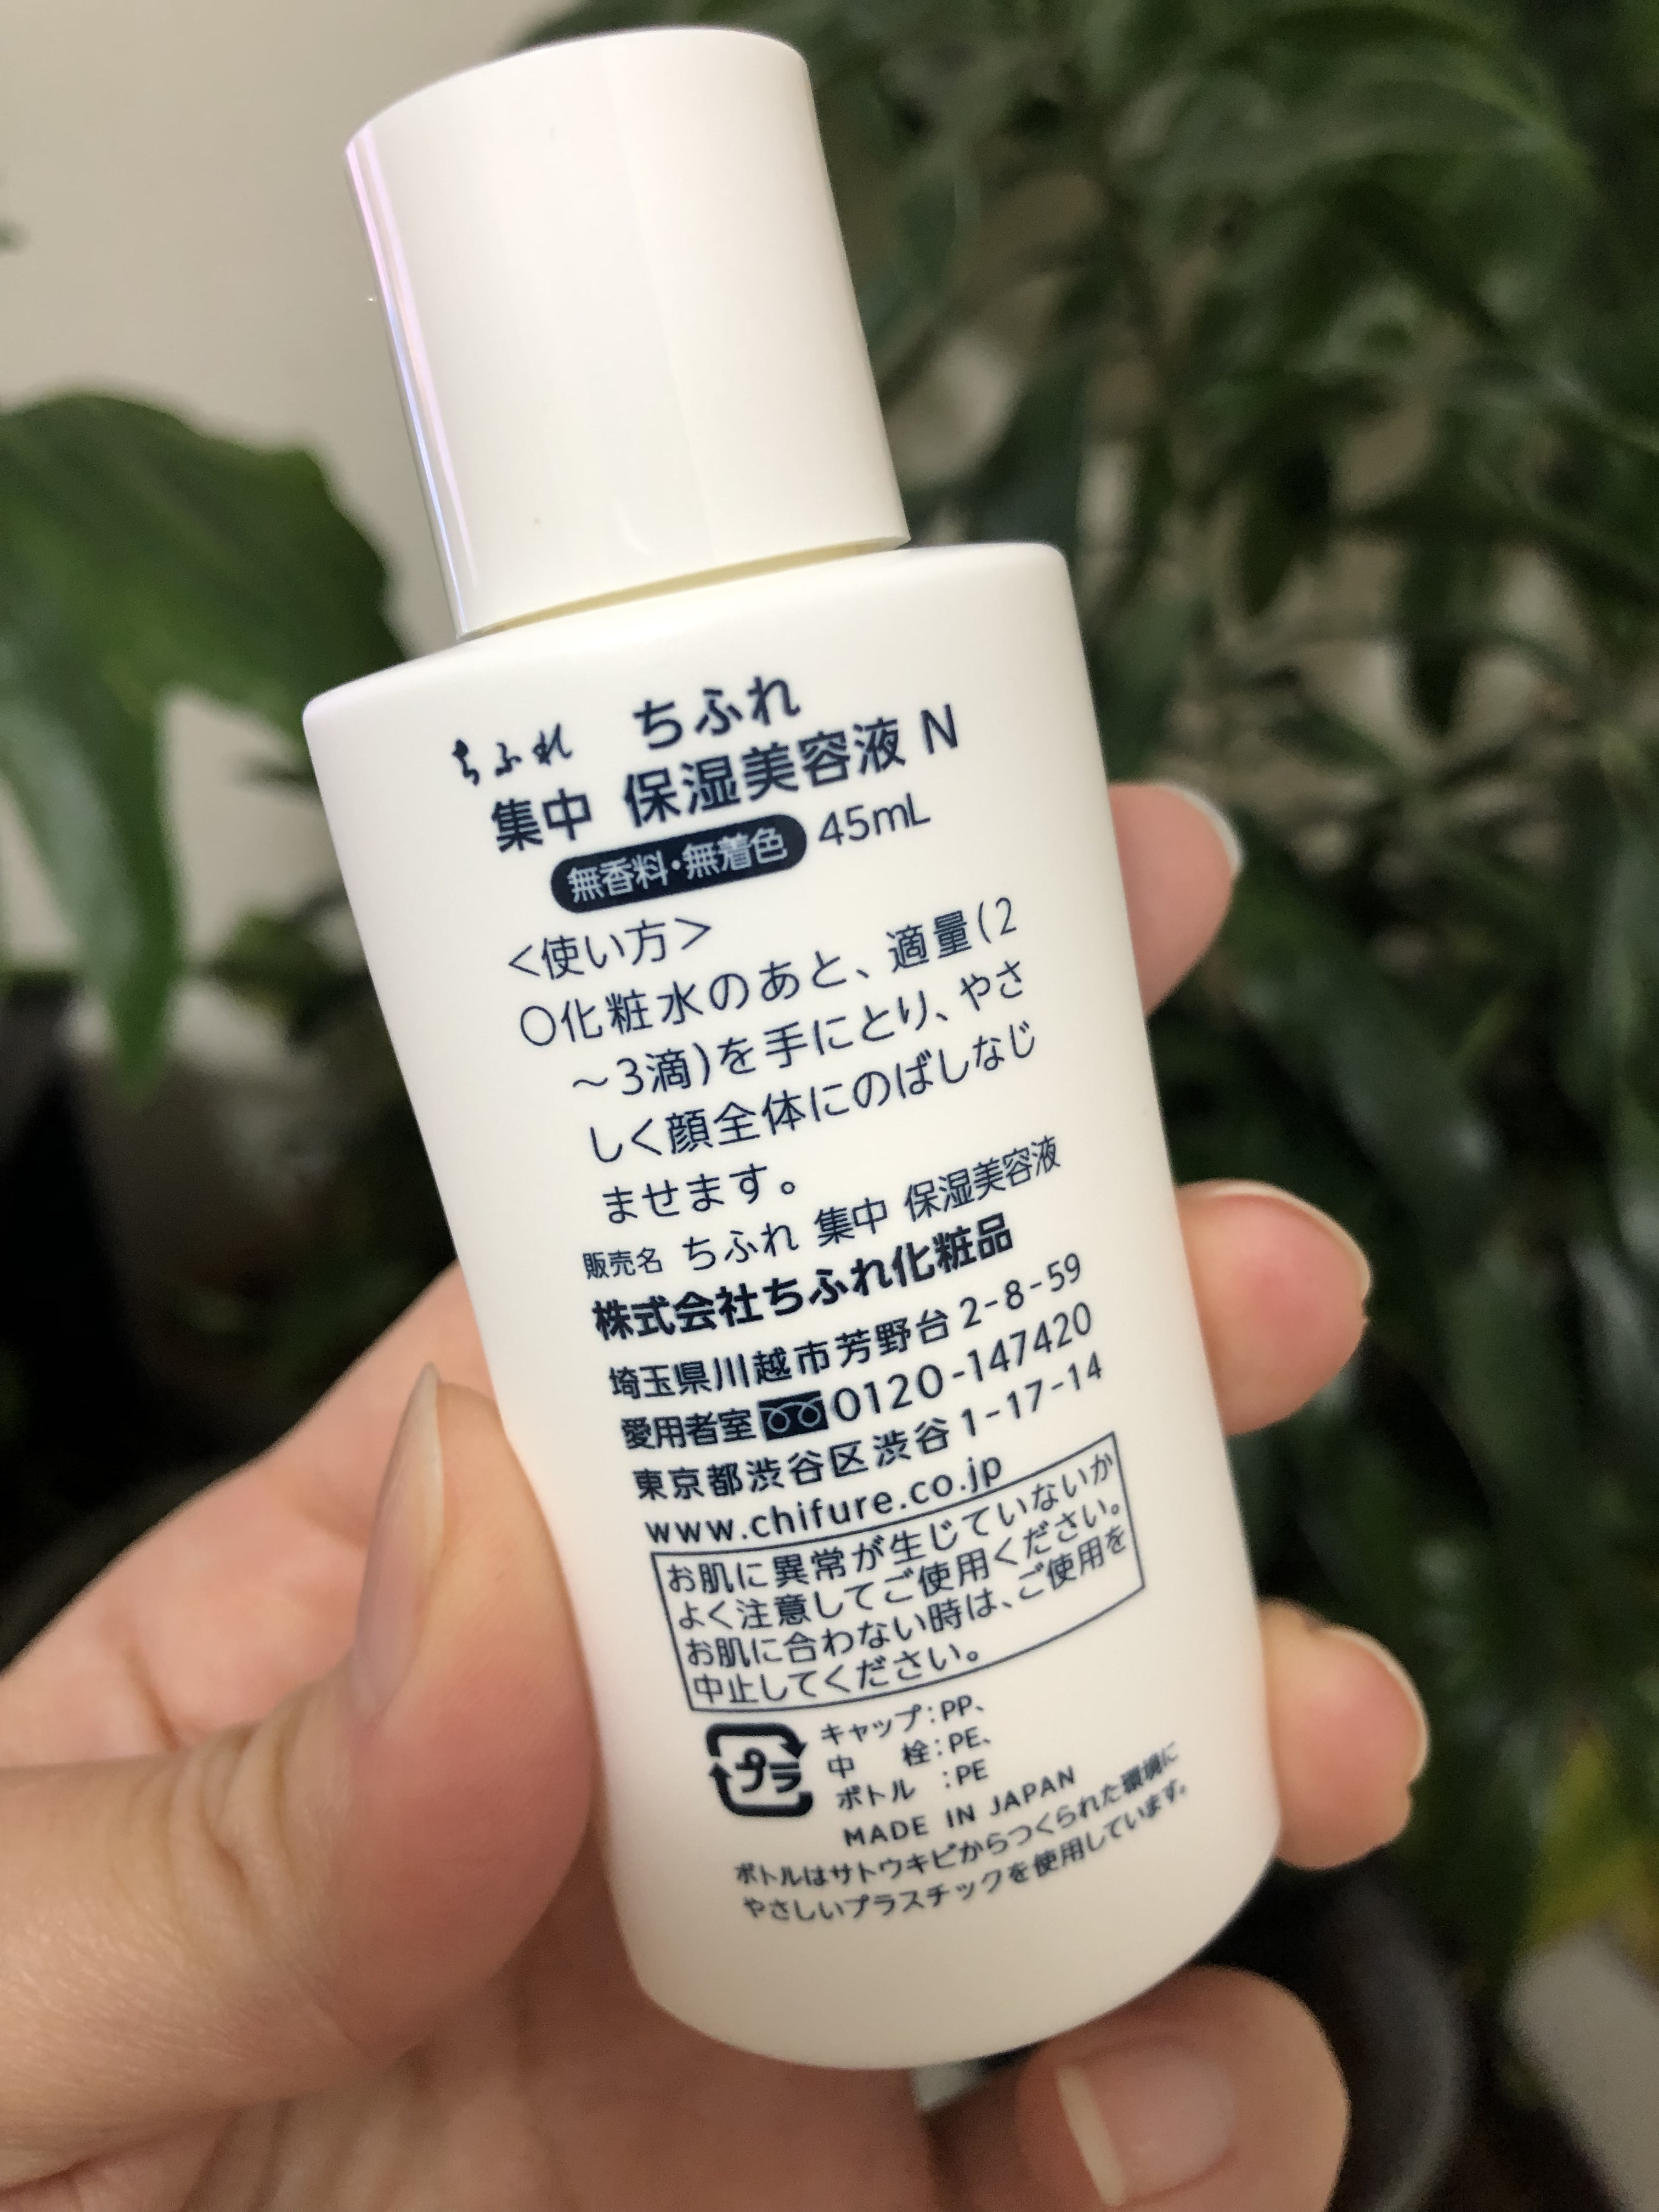 ちふれ ちふれ
集中 保湿美容液 N
無香料・無着色 45mL
<使い方>
○化粧水のあと、適量(2
～3滴)を手にとり、やさ
しく顔全体にのばしなじ
ませます。
販売名 ちふれ 集中 保湿美容液
株式会社ちふれ化粧品
埼玉県川越市芳野台2-8-59
愛用者室 0120-147420
東京都渋谷区渋谷1-17-14
www.chifure.co.jp
お肌に異常が生じていないか
よく注意してご使用ください。
お肌に合わない時は、ご使用を
中止してください。
プラ
キャップ:PP、
中 栓:PE、
ボトル :PE
MADE IN JAPAN
ボトルはサトウキビからつくられた環境に
やさしいプラスチックを使用しています。